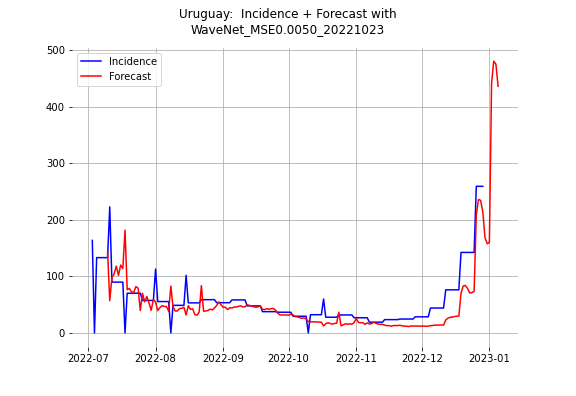 Uruguay:  Incidence + Forecast with
WaveNet_MSE0.0050_20221023
Incidence
Forecast
500
400
300
200
100
0
2022-07 2022-08 2022-09 2022-10 2022-11 2022-12 2023-01